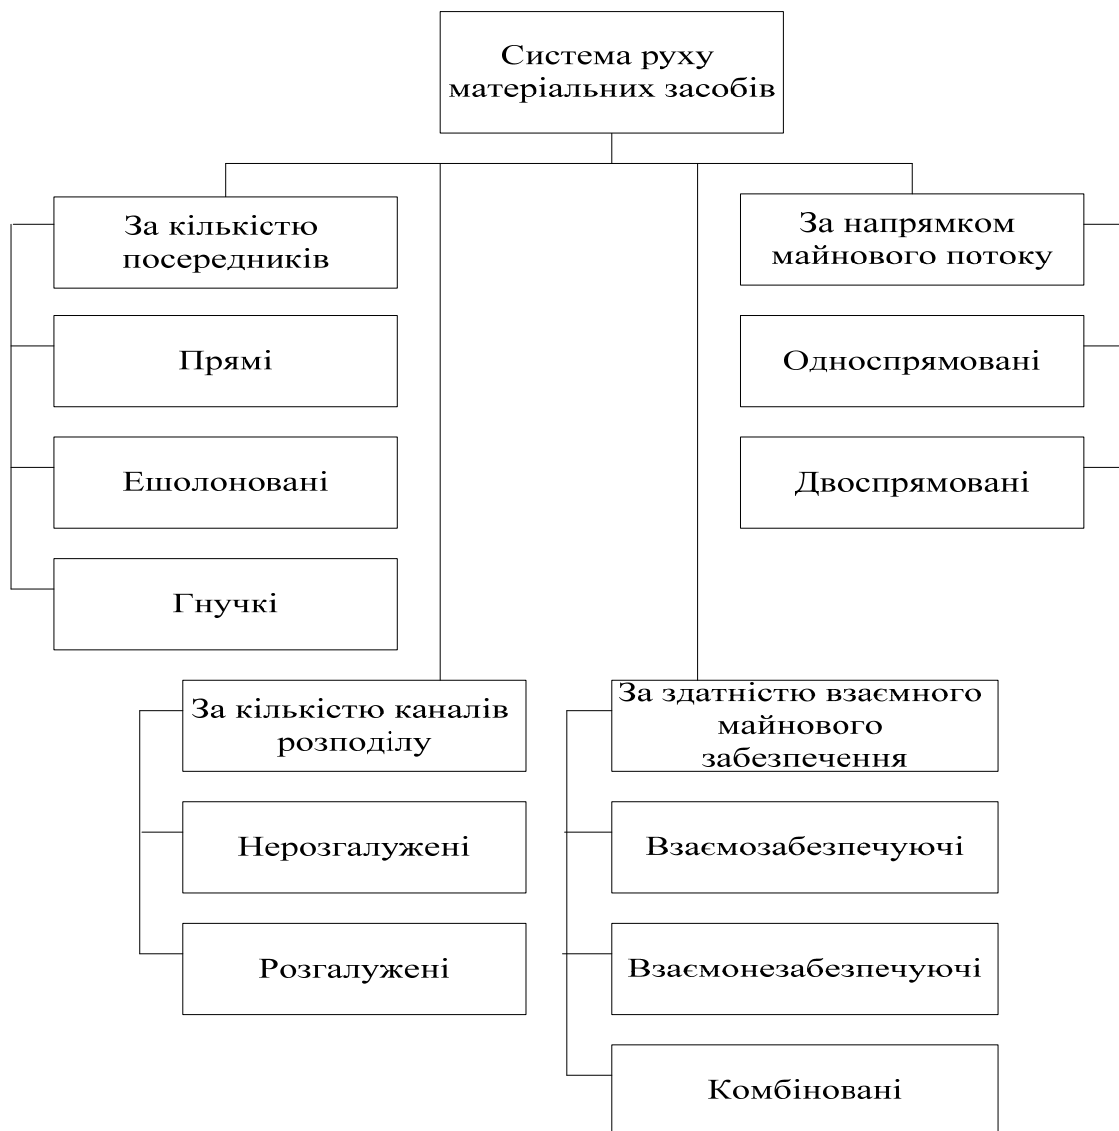 Система руху
матеріальних засобів
За кількістю
посередників
Прямі
Ешолоновані
Гнучкі
За напрямком
майнового потоку
Односпрямовані
Двоспрямовані
За кількістю каналів
розподілу
Нерозгалужені
Розгалужені
За здатністю взаємного
майнового
забезпечення
Взаємозабезпечуючі
Взаємонезабезпечуючі
Комбіновані